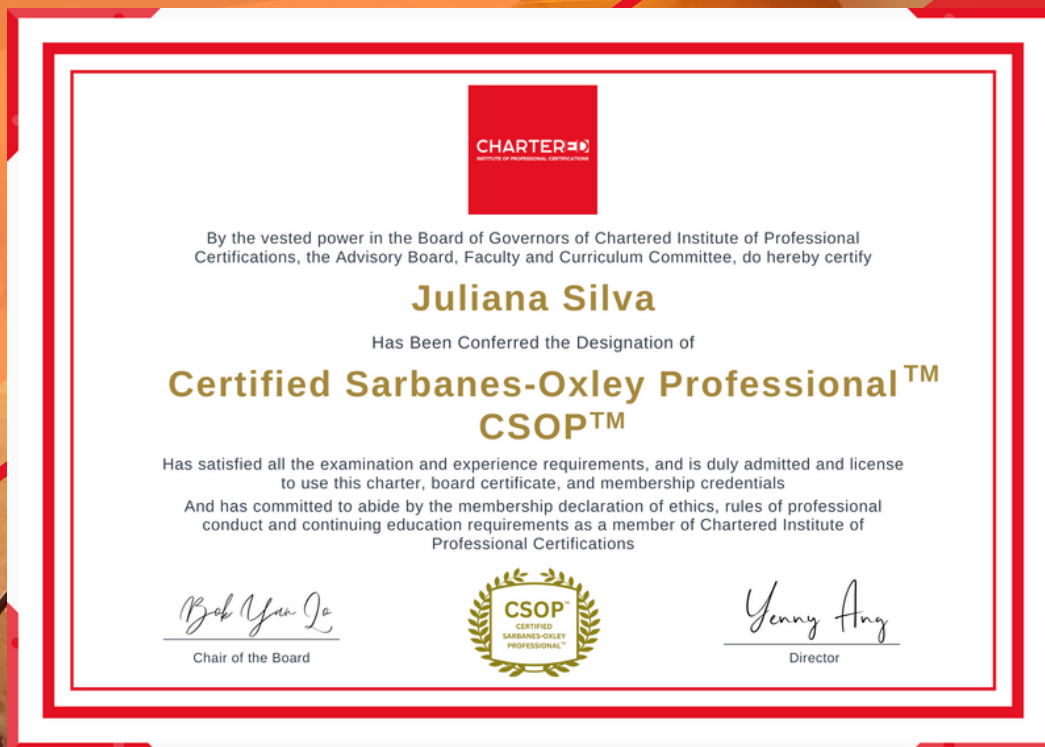 CHARTERED
INSTITUTE OF PROFESSIONAL CERTIFICATIONS
By the vested power in the Board of Governors of Chartered Institute of Professional
Certifications, the Advisory Board, Faculty and Curriculum Committee, do hereby certify
Juliana Silva
Has Been Conferred the Designation of
Certified Sarbanes-Oxley Professional™
CSOP™
Has satisfied all the examination and experience requirements, and is duly admitted and license
to use this charter, board certificate, and membership credentials
And has committed to abide by the membership declaration of ethics, rules of professional
conduct and continuing education requirements as a member of Chartered Institute of
Professional Certifications
Bok Yan Lo
Chair of the Board
CSOP™
CERTIFIED
SARBANES-OXLEY
PROFESSIONAL™
Yenny Ang
Director